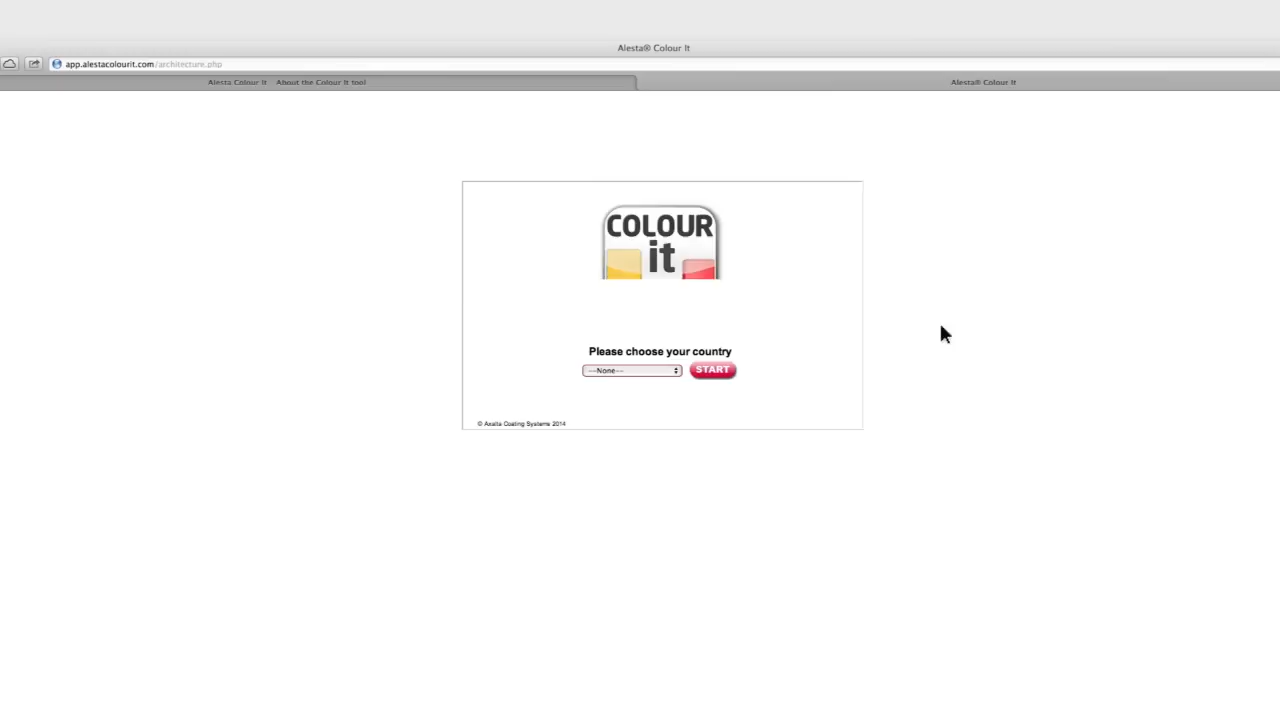 Alesta® Colour It
app.alestacolourit.com/architecture.php
Alesta Colour It   About the Colour It tool
Alesta® Colour It
COLOUR
it
Please choose your country
--None--
START
© Axalta Coating Systems 2014